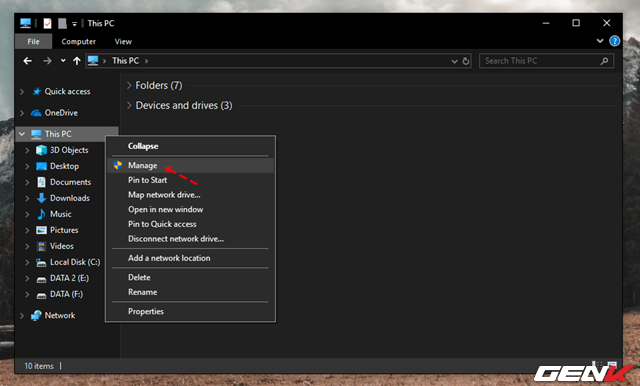 This PC
File
Computer
View
This PC
Search This PC
Quick access
OneDrive
This PC
3D Objects
Desktop
Documents
Downloads
Music
Pictures
Videos
Local Disk (C:)
DATA 2 (E:)
DATA (F:)
Network
Folders (7)
Devices and drives (3)
Collapse
Manage
Pin to Start
Map network drive...
Open in new window
Pin to Quick access
Disconnect network drive...
Add a network location
Delete
Rename
Properties
10 items
GENK